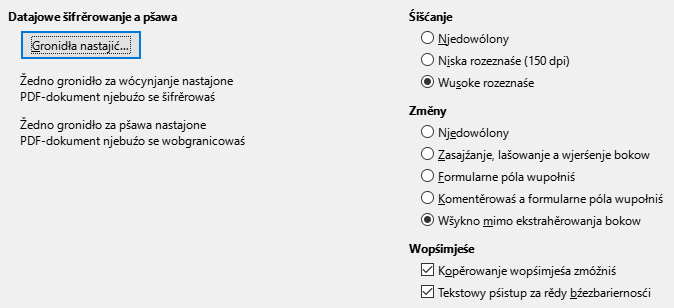 Datajowe šifrěrowanje a pšawa
Gronidła nastajić...
Žedno gronidło za wócynjanje nastajone
PDF-dokument njebuźo se šifrěrowaś
Žedno gronidło za pšawa nastajone
PDF-dokument njebuźo se wobgranicowaś
Śišćanje
Njedowólony
Niska rozeznaśe (150 dpi)
Wusoke rozeznaśe
Změny
Njedowólony
Zasajźanje, lašowanje a wjerśenje bokow
Formularne póla wupołniś
Komentěrowaś a formularne póla wupołniś
Wšykno mimo ekstrahěrowanja bokow
Wopśimjeśe
Kopěrowanje wopśimjeśa zmóžniś
Tekstowy pśistup za rědy bźezbariernosći